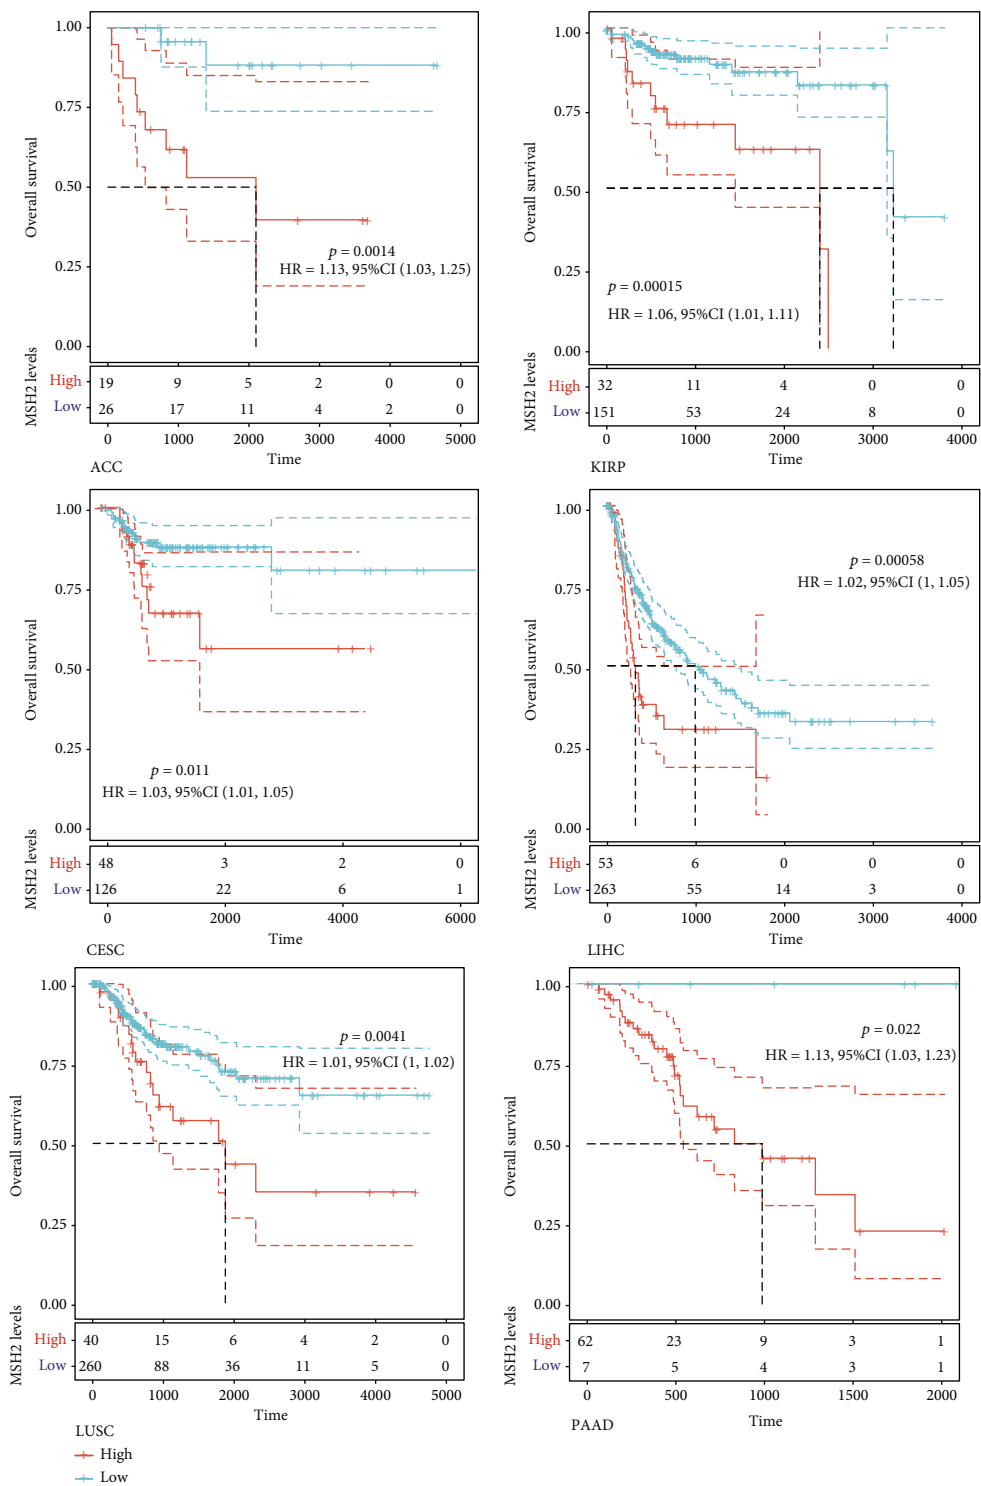 1.00
0.75
0.50
0.25
0.00
Overall survival
p = 0.0014
HR = 1.13, 95%CI (1.03, 1.25)
MSH2 levels
High 19 9 5 2 0 0
Low 26 17 11 4 2 0
0 1000 2000 3000 4000 5000
Time
ACC
1.00
0.75
0.50
0.25
0.00
Overall survival
p = 0.00015
HR = 1.06, 95%CI (1.01, 1.11)
MSH2 levels
High 32 11 4 0 0
Low 151 53 24 8 0
0 1000 2000 3000 4000
Time
KIRP
1.00
0.75
0.50
0.25
0.00
Overall survival
p = 0.011
HR = 1.03, 95%CI (1.01, 1.05)
MSH2 levels
High 48 3 2 0
Low 126 22 6 1
0 2000 4000 6000
Time
CESC
1.00
0.75
0.50
0.25
0.00
Overall survival
p = 0.00058
HR = 1.02, 95%CI (1, 1.05)
MSH2 levels
High 53 6 0 0 0
Low 263 55 14 3 0
0 1000 2000 3000 4000
Time
LIHC
1.00
0.75
0.50
0.25
0.00
Overall survival
p = 0.0041
HR = 1.01, 95%CI (1, 1.02)
MSH2 levels
High 40 15 6 4 2 0
Low 260 88 36 11 5 0
0 1000 2000 3000 4000 5000
Time
LUSC
1.00
0.75
0.50
0.25
0.00
Overall survival
p = 0.022
HR = 1.13, 95%CI (1.03, 1.23)
MSH2 levels
High 62 23 9 3 1
Low 7 5 4 3 1
0 500 1000 1500 2000
Time
PAAD
High
Low